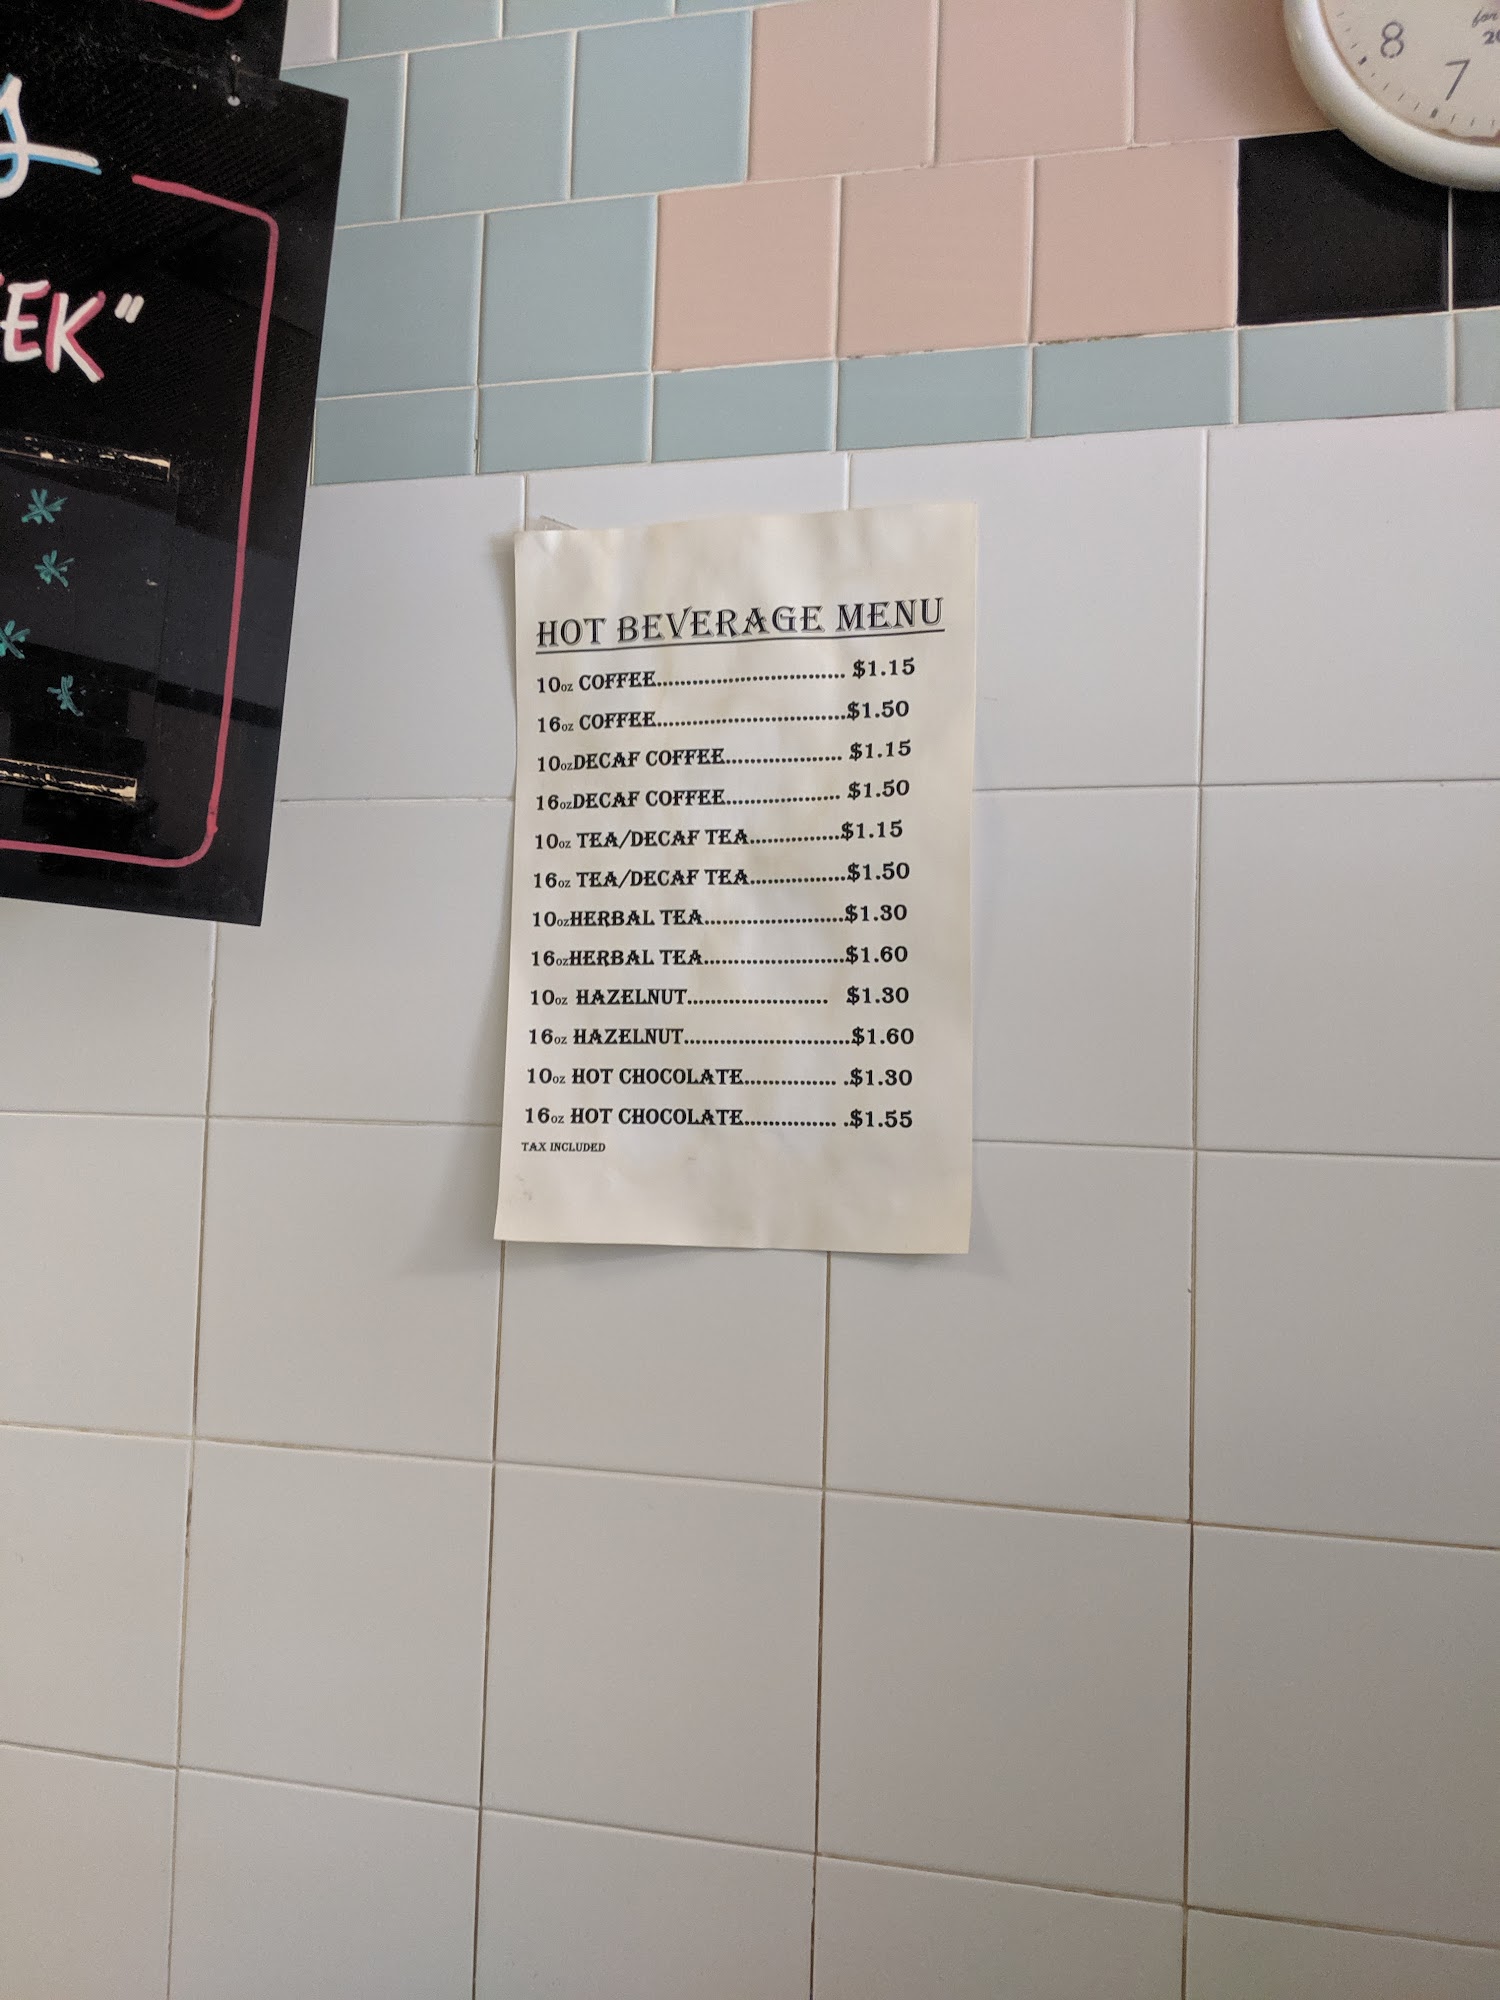 EK"
8
7
HOT BEVERAGE MENU
10oz COFFEE................................ $1.15
16oz COFFEE................................$1.50
10ozDECAF COFFEE.................... $1.15
16ozDECAF COFFEE................... $1.50
10oz TEA/DECAF TEA...............$1.15
16oz TEA/DECAF TEA................$1.50
10ozHERBAL TEA........................$1.30
16ozHERBAL TEA........................$1.60
10oz HAZELNUT........................ $1.30
16oz HAZELNUT............................$1.60
10oz HOT CHOCOLATE................ .$1.30
16oz HOT CHOCOLATE................ .$1.55
TAX INCLUDED